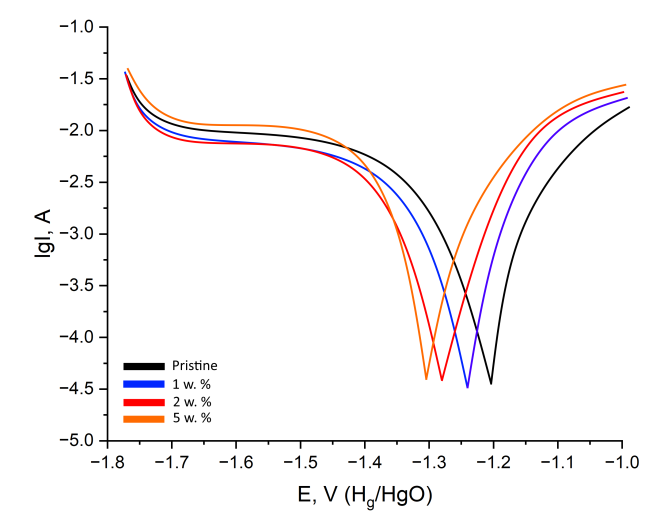 −1.0
−1.5
−2.0
−2.5
−3.0
−3.5
−4.0
−4.5
−5.0
lgI, A
Pristine
1 w. %
2 w. %
5 w. %
−1.8 −1.7 −1.6 −1.5 −1.4 −1.3 −1.2 −1.1 −1.0
E, V (Hg/HgO)